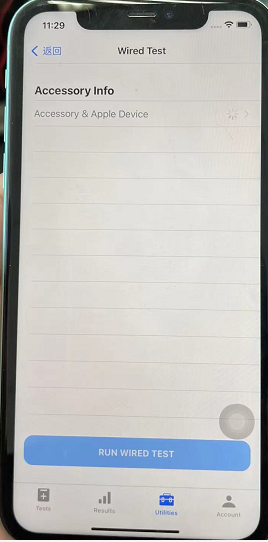 11:29
返回
Wired Test
Accessory Info
Accessory & Apple Device
RUN WIRED TEST
Tests
Results
Utilities
Account